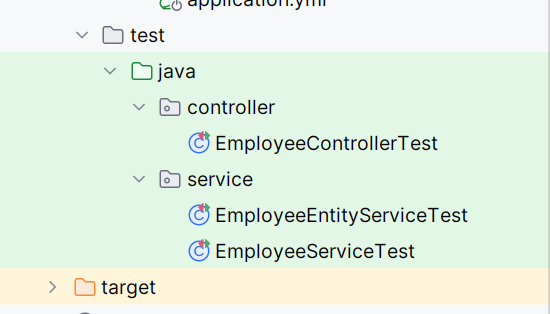 application.yml
test
java
controller
EmployeeControllerTest
service
EmployeeEntityServiceTest
EmployeeServiceTest
target